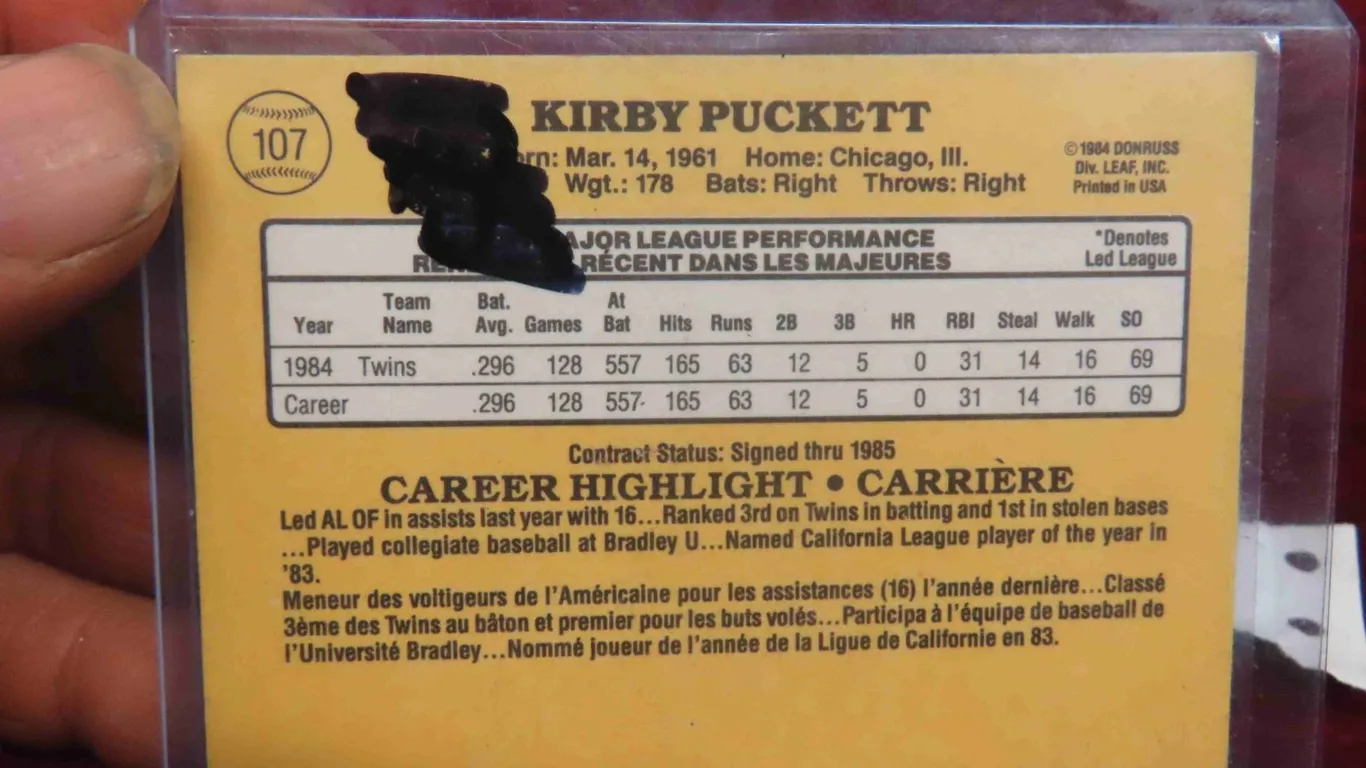 107
KIRBY PUCKETT
Mar. 14, 1961 Home: Chicago, Ill.
Wgt.: 178 Bats: Right Throws: Right
©1984 DONRUSS
Div. LEAF, INC.
Printed in USA
LEAGUE PERFORMANCE
RÉCENT DANS LES MAJEURES
*Denotes
Led League
Year Team Name Bat. Avg. Games At Bat Hits Runs 2B 3B HR RBI Steal Walk SO
1984 Twins .296 128 557 165 63 12 5 0 31 14 16 69
Career .296 128 557 165 63 12 5 0 31 14 16 69
Contract Status: Signed thru 1985
CAREER HIGHLIGHT • CARRIÈRE
Led AL OF in assists last year with 16...Ranked 3rd on Twins in batting and 1st in stolen bases
...Played collegiate baseball at Bradley U...Named California League player of the year in
'83.
Meneur des voltigeurs de l'Américaine pour les assistances (16) l'année dernière...Classé
3ème des Twins au bâton et premier pour les buts volés...Participa à l'équipe de baseball de
l'Université Bradley...Nommé joueur de l'année de la Ligue de Californie en 83.